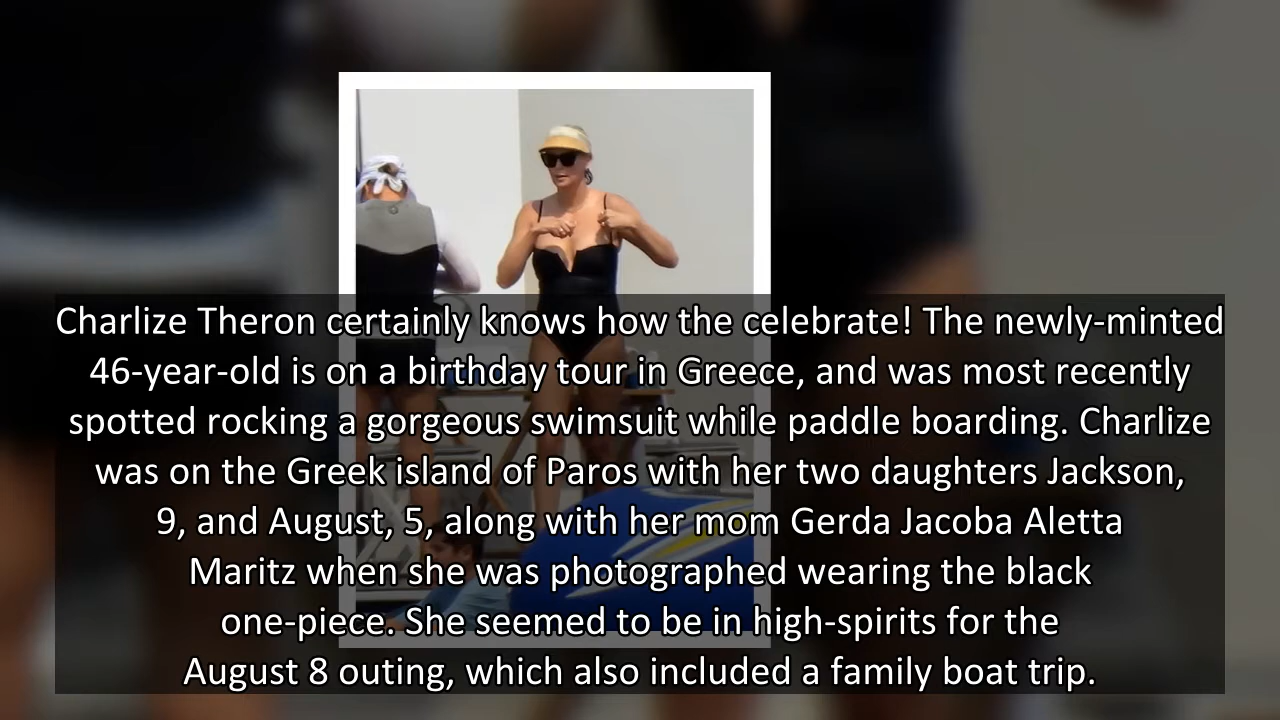 Charlize Theron certainly knows how the celebrate! The newly-minted
46-year-old is on a birthday tour in Greece, and was most recently
spotted rocking a gorgeous swimsuit while paddle boarding. Charlize
was on the Greek island of Paros with her two daughters Jackson,
9, and August, 5, along with her mom Gerda Jacoba Aletta
Maritz when she was photographed wearing the black
one-piece. She seemed to be in high-spirits for the
August 8 outing, which also included a family boat trip.